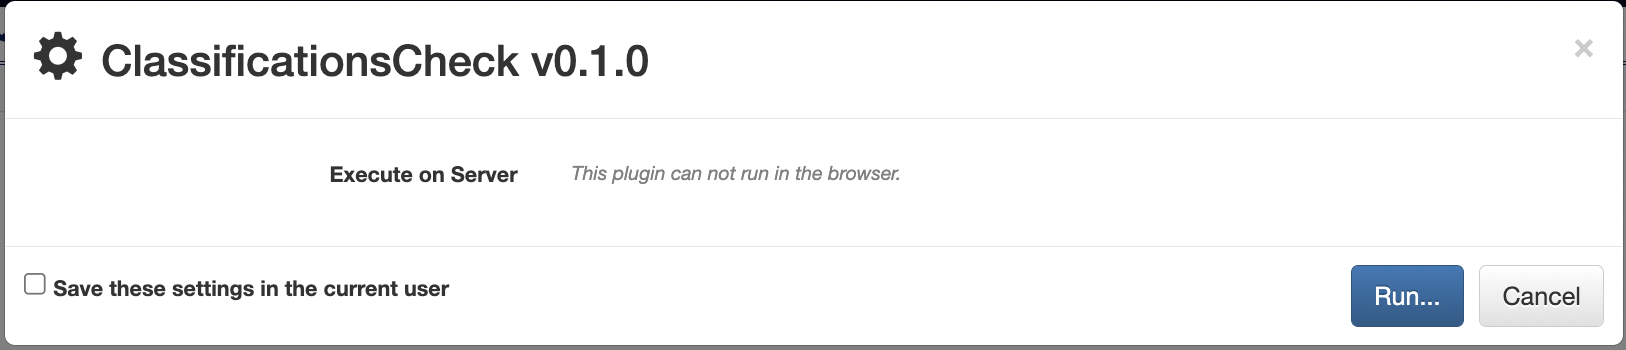 ClassificationsCheck v0.1.0
×
Execute on Server
This plugin can not run in the browser.
Save these settings in the current user
Run...
Cancel